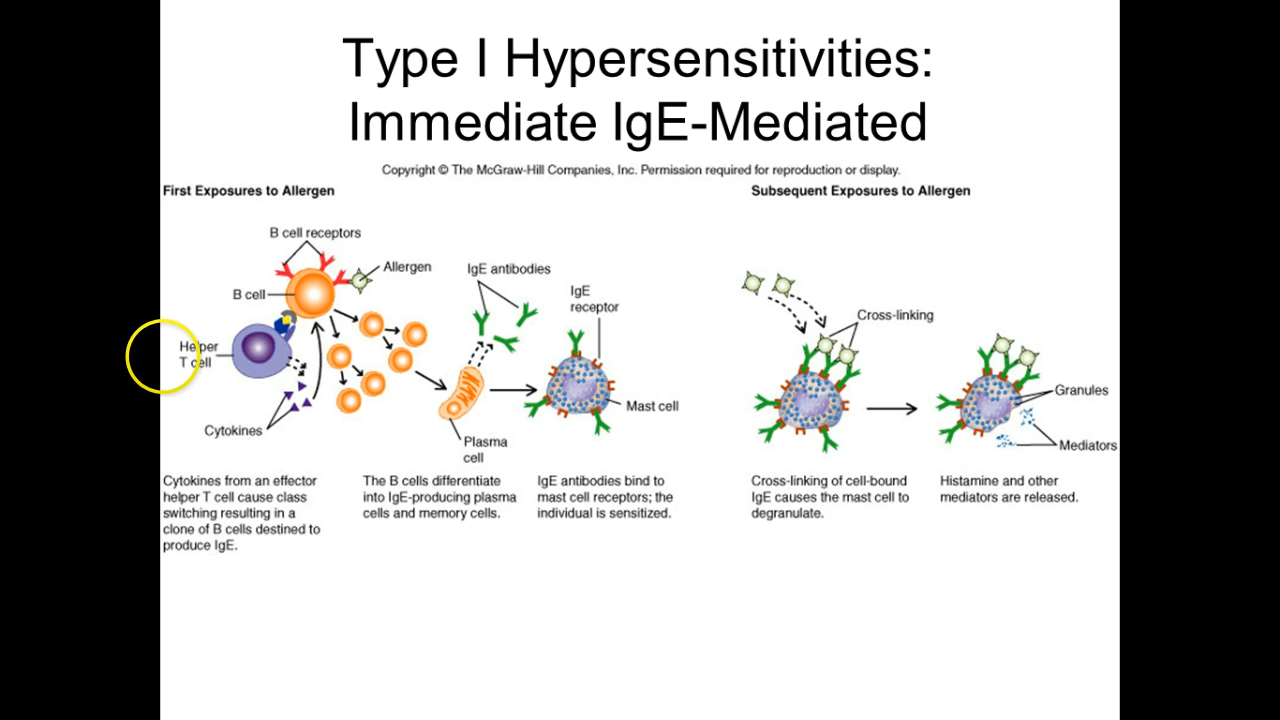 Type I Hypersensitivities:
Immediate IgE-Mediated
Copyright © The McGraw-Hill Companies, Inc. Permission required for reproduction or display.
First Exposures to Allergen
B cell receptors
Allergen
B cell
Helper
T cell
Cytokines
IgE antibodies
IgE
receptor
Mast cell
Plasma
cell
Cytokines from an effector
helper T cell cause class
switching resulting in a
clone of B cells destined to
produce IgE.
The B cells differentiate
into IgE-producing plasma
cells and memory cells.
IgE antibodies bind to
mast cell receptors; the
individual is sensitized.
Subsequent Exposures to Allergen
Cross-linking
Granules
Mediators
Cross-linking of cell-bound
IgE causes the mast cell to
degranulate.
Histamine and other
mediators are released.